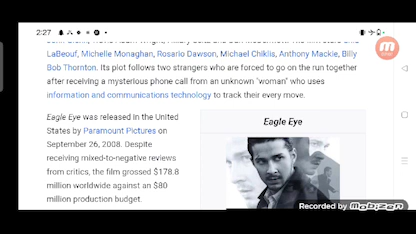 2:27
LaBeouf, Michelle Monaghan, Rosario Dawson, Michael Chiklis, Anthony Mackie, Billy
Bob Thornton. Its plot follows two strangers who are forced to go on the run together
after receiving a mysterious phone call from an unknown "woman" who uses
information and communications technology to track their every move.
Eagle Eye was released in the United
States by Paramount Pictures on
September 26, 2008. Despite
receiving mixed-to-negative reviews
from critics, the film grossed $178.8
million worldwide against an $80
million production budget.
Eagle Eye
Recorded by Mobizen